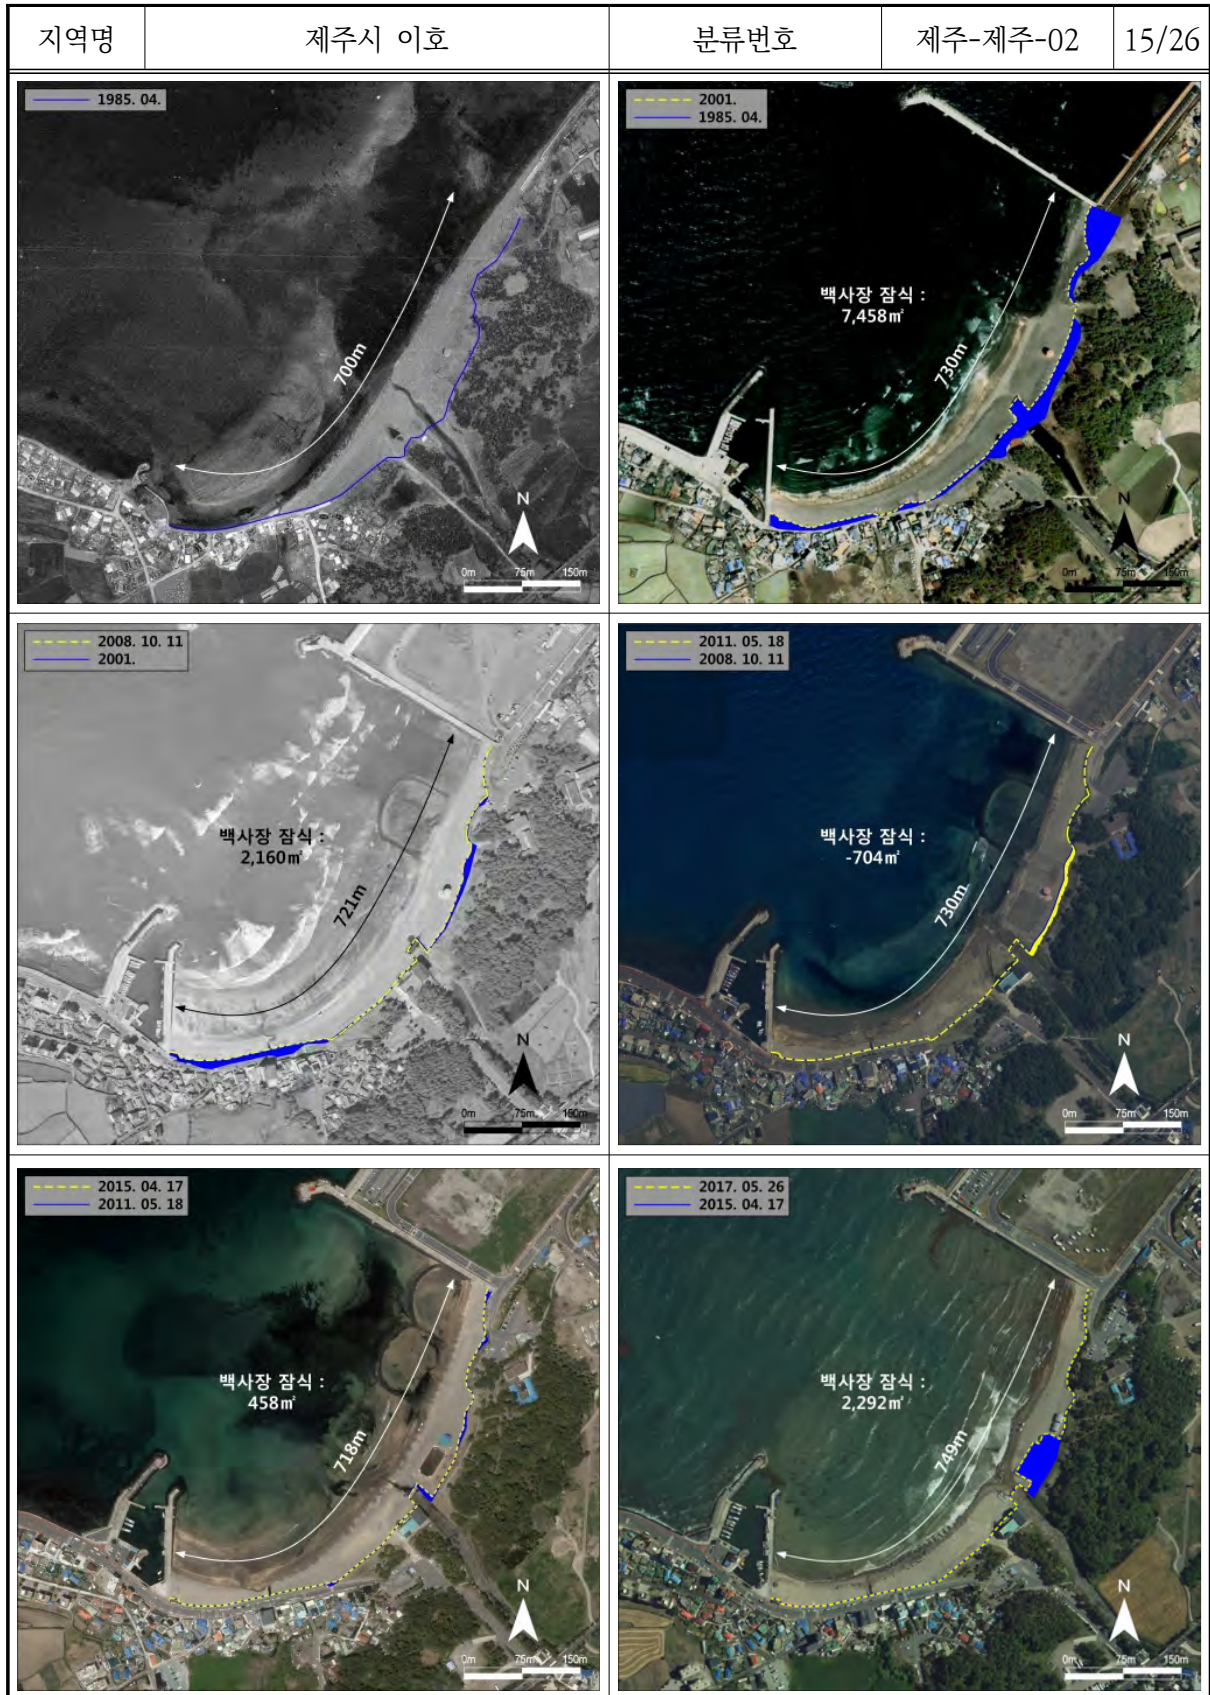 지역명 제주시 이호 분류번호 제주-제주-02 15/26
1985. 04.
700m
N
0m 75m 150m
2001.
1985. 04.
백사장 잠식 :
7,458㎡
730m
N
0m 75m 150m
2008. 10. 11
2001.
백사장 잠식 :
2,160㎡
721m
N
0m 75m 150m
2011. 05. 18
2008. 10. 11
백사장 잠식 :
-704㎡
730m
N
0m 75m 150m
2015. 04. 17
2011. 05. 18
백사장 잠식 :
458㎡
718m
N
0m 75m 150m
2017. 05. 26
2015. 04. 17
백사장 잠식 :
2,292㎡
749m
N
0m 75m 150m